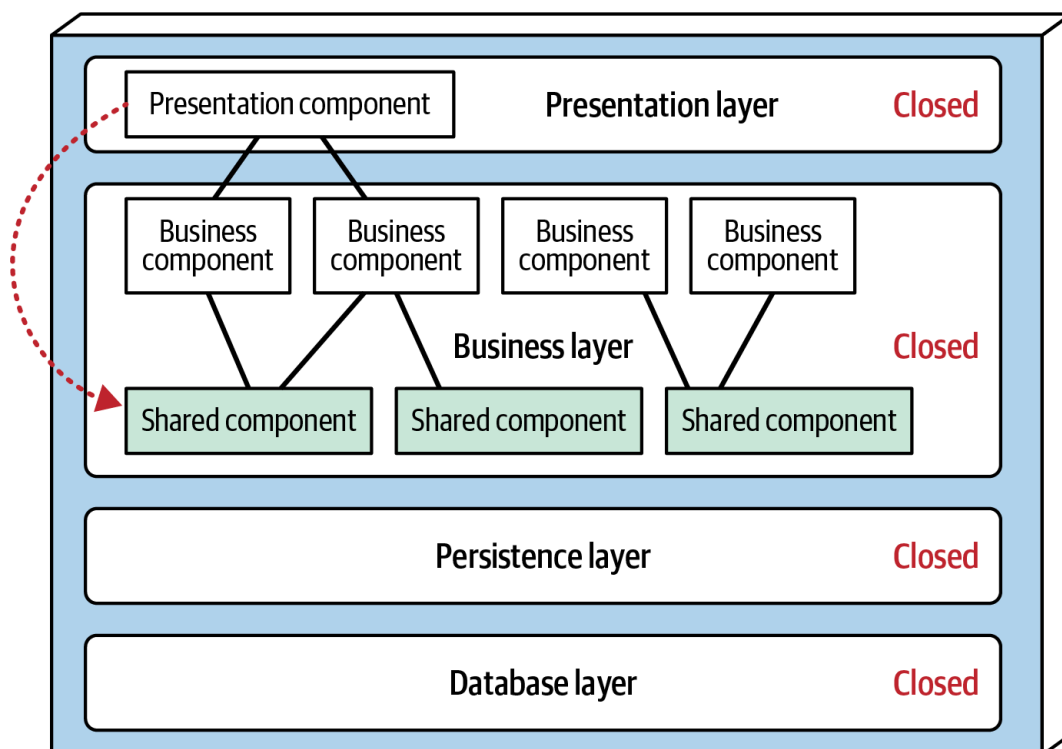 Presentation component
Presentation layer
Closed
Business
component
Business
component
Business
component
Business
component
Business layer
Closed
Shared component
Shared component
Shared component
Persistence layer
Closed
Database layer
Closed